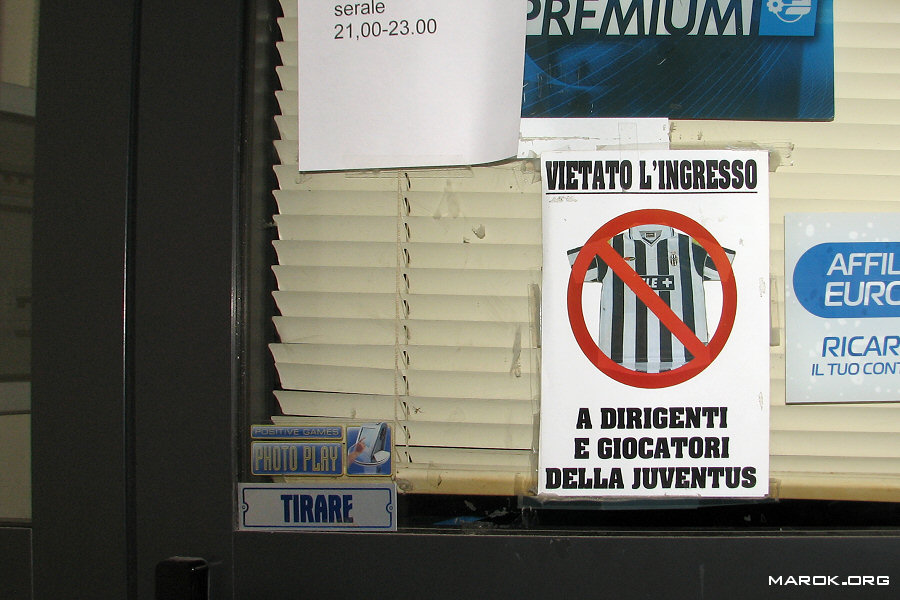 serale
21,00-23.00
PREMIUM
VIETATO L'INGRESSO
LE +
A DIRIGENTI
E GIOCATORI
DELLA JUVENTUS
AFFIL
EURO
RICAR
IL TUO CONT
POSITIVE GAMES
PHOTO PLAY
TIRARE
MAROK.ORG